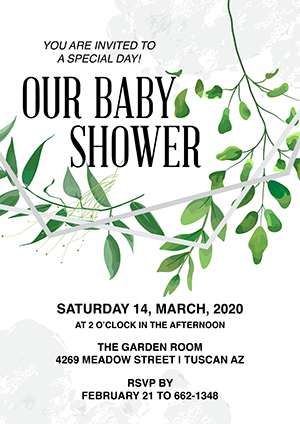 YOU ARE INVITED TO
A SPECIAL DAY!
OUR BABY
SHOWER
SATURDAY 14, MARCH, 2020
AT 2 O'CLOCK IN THE AFTERNOON
THE GARDEN ROOM
4269 MEADOW STREET I TUSCAN AZ
RSVP BY
FEBRUARY 21 TO 662-1348